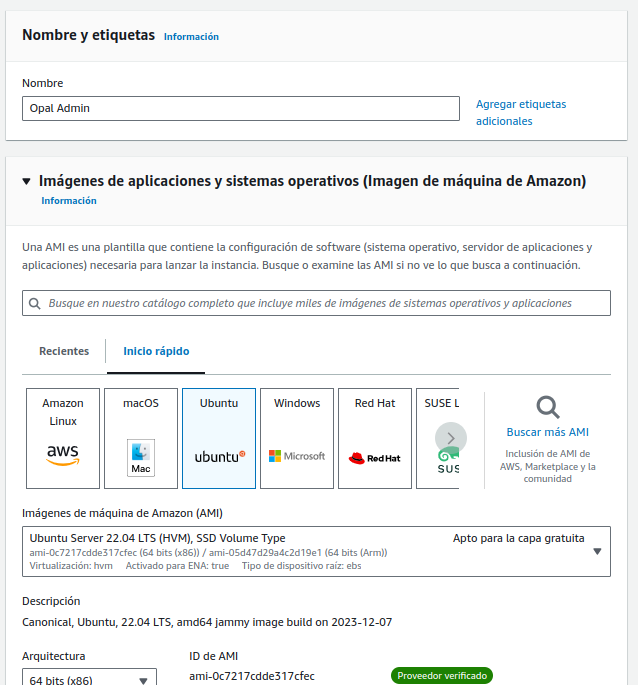 Nombre y etiquetas Información
Nombre
Opal Admin
Agregar etiquetas
adicionales
Imágenes de aplicaciones y sistemas operativos (Imagen de máquina de Amazon)
Información
Una AMI es una plantilla que contiene la configuración de software (sistema operativo, servidor de aplicaciones y
aplicaciones) necesaria para lanzar la instancia. Busque o examine las AMI si no ve lo que busca a continuación.
Busque en nuestro catálogo completo que incluye miles de imágenes de sistemas operativos y aplicaciones
Recientes
Inicio rápido
Amazon
Linux
aws
macOS
Mac
Ubuntu
ubuntu
Windows
Microsoft
Red Hat
Red Hat
SUSE L
SUS
Buscar más AMI
Inclusión de AMI de
AWS, Marketplace y la
comunidad
Imágenes de máquina de Amazon (AMI)
Ubuntu Server 22.04 LTS (HVM), SSD Volume Type
Apto para la capa gratuita
ami-0c7217cdde317cfec (64 bits (x86)) / ami-05d47d29a4c2d19e1 (64 bits (Arm))
Virtualización: hvm Activado para ENA: true Tipo de dispositivo raíz: ebs
Descripción
Canonical, Ubuntu, 22.04 LTS, amd64 jammy image build on 2023-12-07
Arquitectura
ID de AMI
64 bits (x86)
ami-0c7217cdde317cfec
Proveedor verificado